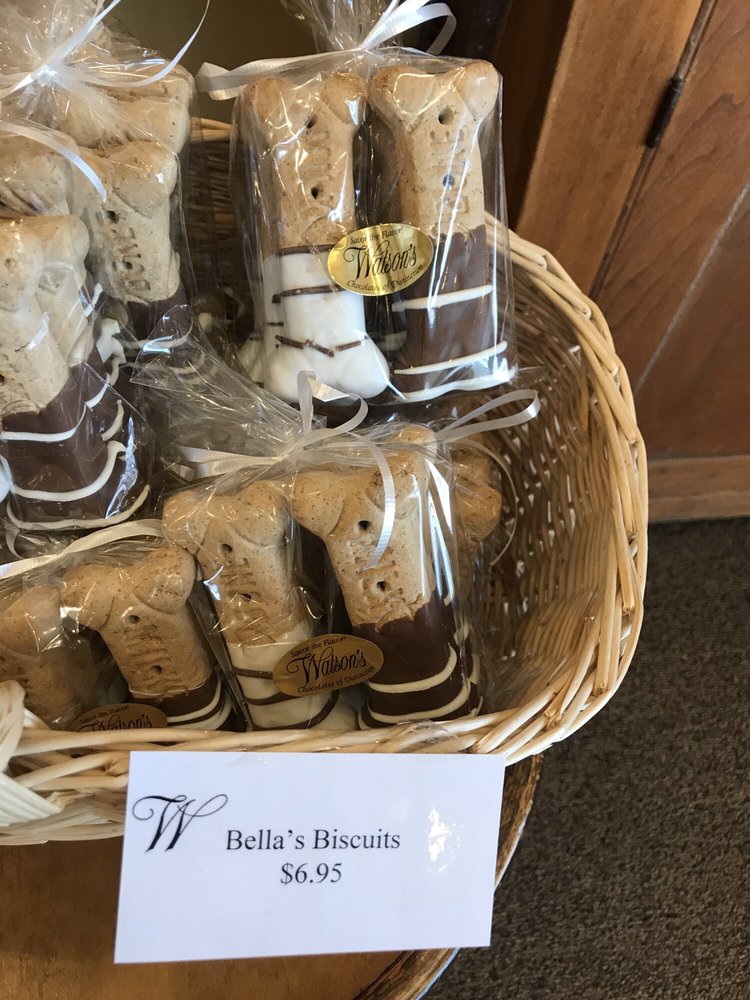 Savor the Flavor!
Watson's
Chocolates of Distinction
Savor the Flavor!
Watson's
Chocolates of Distinction
Watson's
W
Bella's Biscuits
$6.95